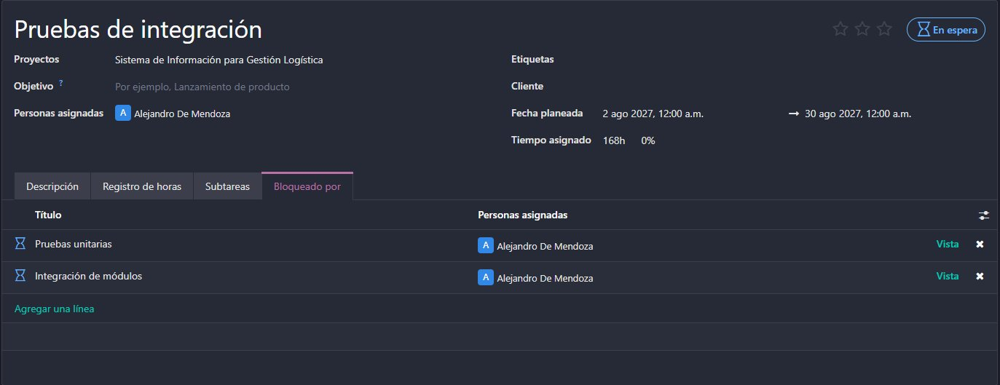 Pruebas de integración
En espera
Proyectos Sistema de Información para Gestión Logística
Etiquetas
Objetivo ? Por ejemplo, Lanzamiento de producto
Cliente
Personas asignadas A Alejandro De Mendoza
Fecha planeada 2 ago 2027, 12:00 a.m. → 30 ago 2027, 12:00 a.m.
Tiempo asignado 168h 0%
Descripción Registro de horas Subtareas Bloqueado por
Título Personas asignadas
Pruebas unitarias A Alejandro De Mendoza Vista
Integración de módulos A Alejandro De Mendoza Vista
Agregar una línea